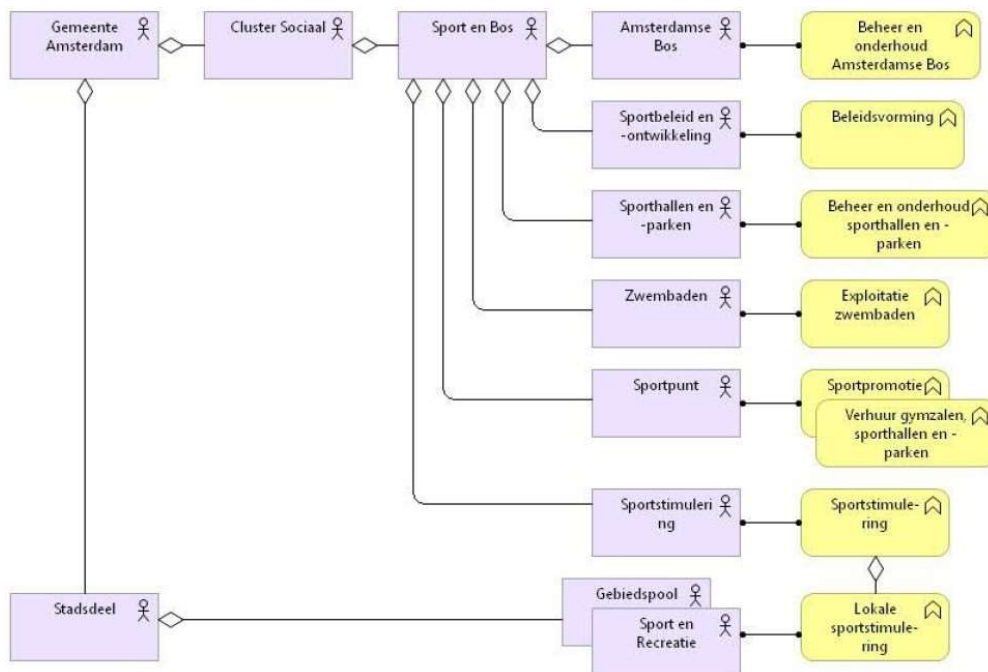 Gemeente
Amsterdam
Cluster Sociaal
Sport en Bos
Amsterdamse
Bos
Beheer en
onderhoud
Amsterdamse Bos
Sportbeleid en
-ontwikkeling
Beleidsvorming
Sporthallen en
-parken
Beheer en onderhoud
sporthallen en -
parken
Zwembaden
Exploitatie
zwembaden
Sportpunt
Sportpromotie
Verhuur gymzalen,
sporthallen en -
parken
Sportstimuleri
ng
Sportstimule-
ring
Stadsdeel
Gebiedspool
Sport en
Recreatie
Lokale
sportstimule-
ring